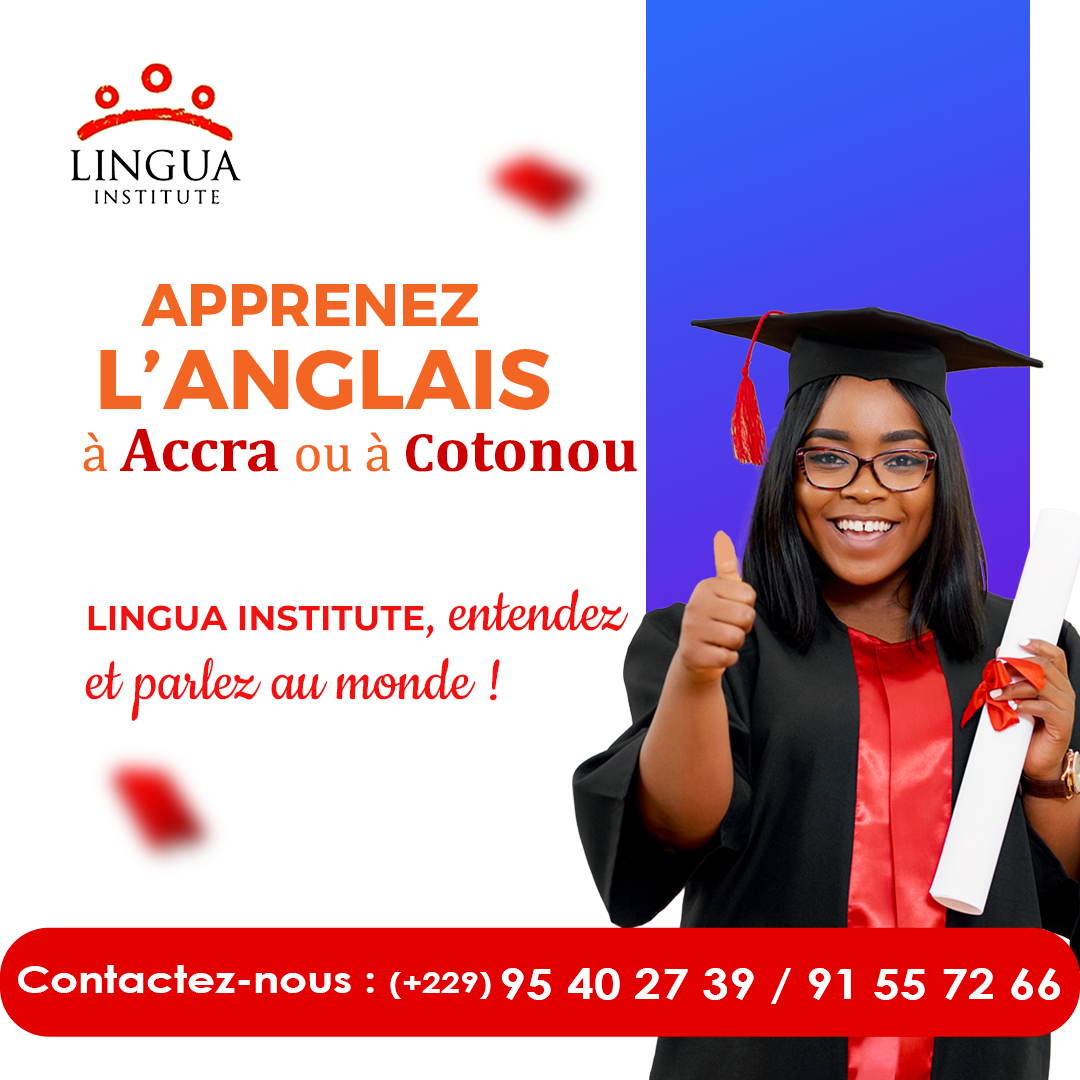 LINGUA
INSTITUTE
APPRENEZ
L'ANGLAIS
à Accra ou à Cotonou
LINGUA INSTITUTE, entendez
et parlez au monde !
Contactez-nous : (+229) 95 40 27 39 / 91 55 72 66